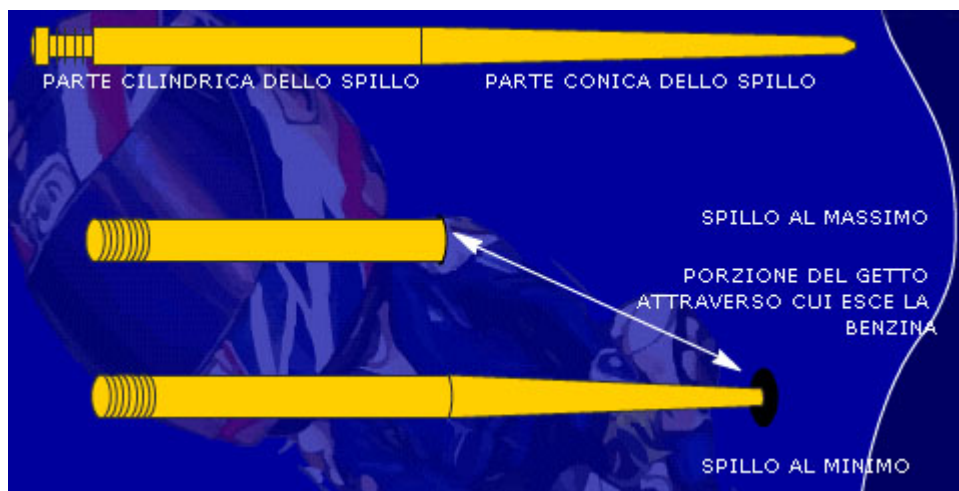 PARTE CILINDRICA DELLO SPILLO
PARTE CONICA DELLO SPILLO
SPILLO AL MASSIMO
PORZIONE DEL GETTO
ATTRAVERSO CUI ESCE LA
BENZINA
SPILLO AL MINIMO